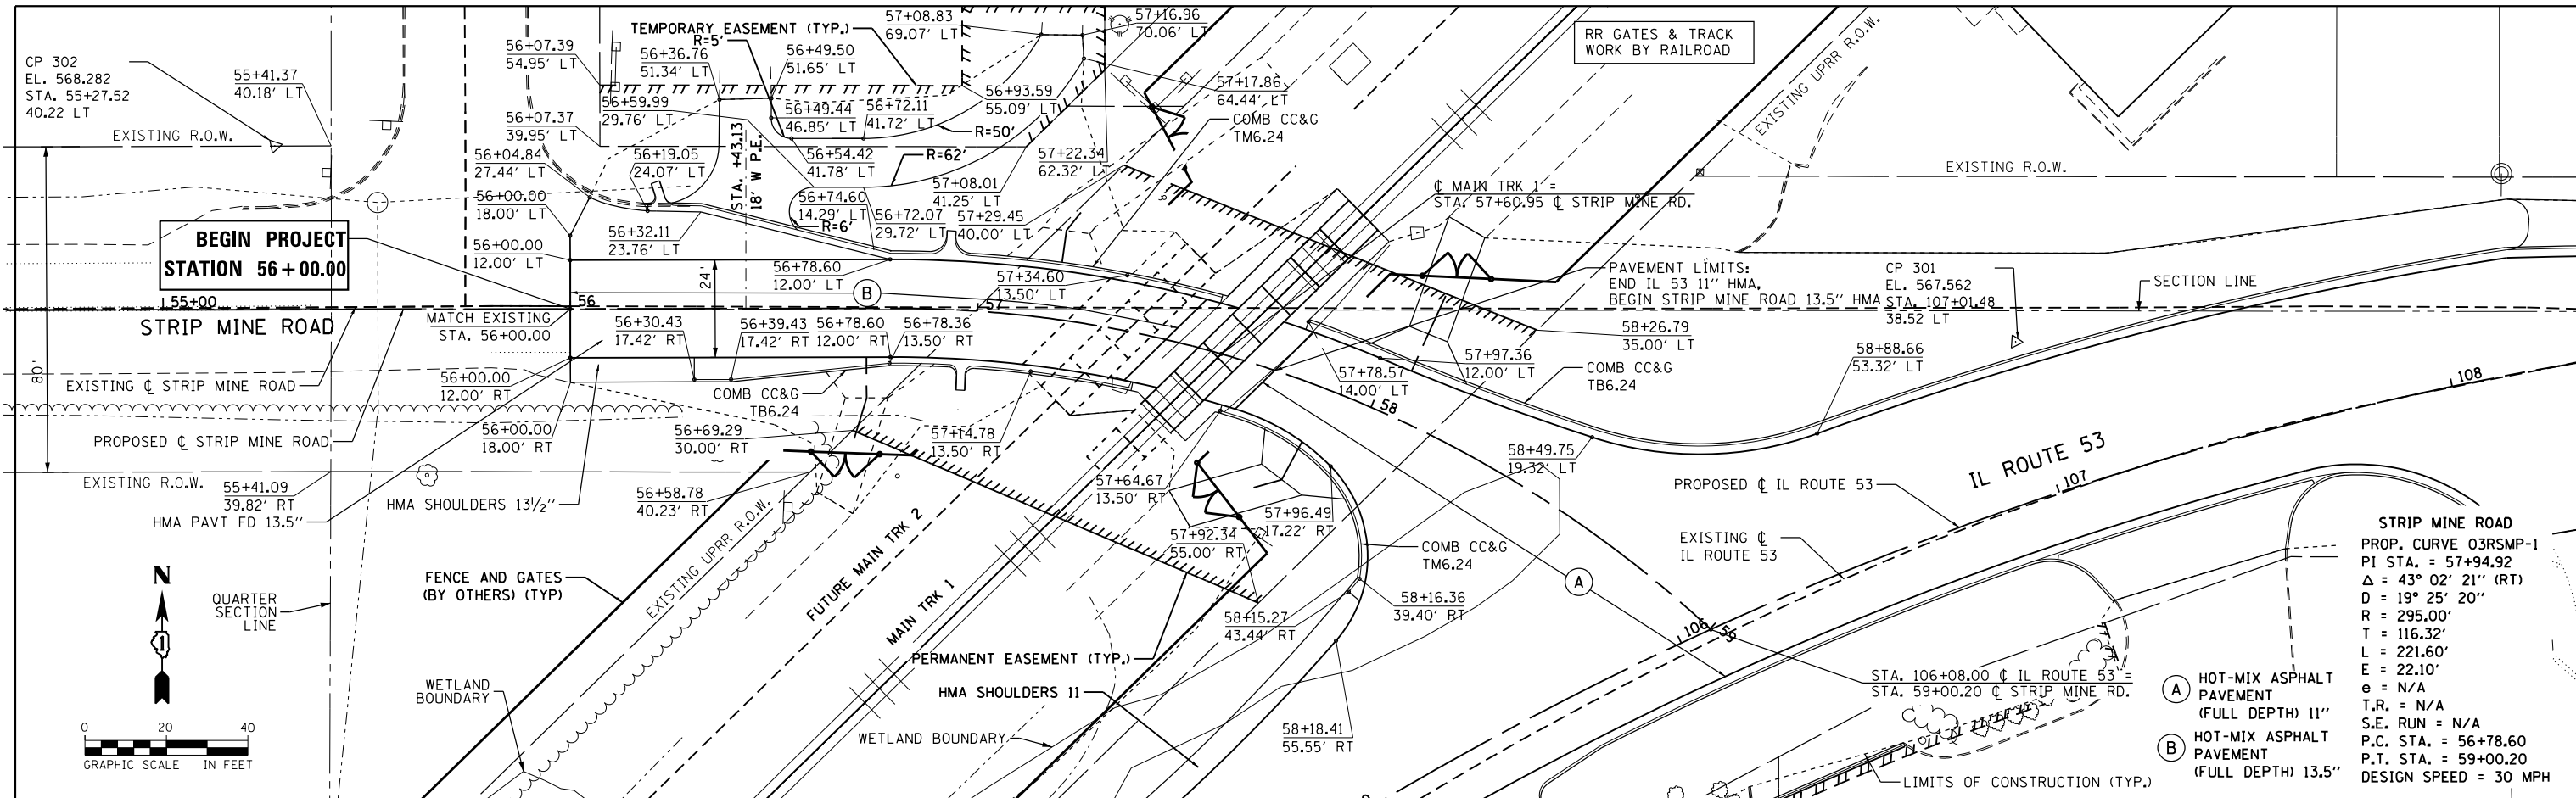 CP 302
EL. 568.282
STA. 55+27.52
40.22 LT
55+41.37
40.18' LT
EXISTING R.O.W.
56+07.39
54.95' LT
TEMPORARY EASEMENT (TYP.)
R=5'
56+36.76
51.34' LT
56+49.50
51.65' LT
57+08.83
69.07' LT
57+16.96
70.06' LT
RR GATES & TRACK
WORK BY RAILROAD
56+59.99
29.76' LT
56+49.44
46.85' LT
56+72.11
41.72' LT
56+93.59
55.09' LT
57+17.86
64.44' LT
COMB CC&G
TM6.24
EXISTING UPRR R.O.W.
EXISTING R.O.W.
56+07.37
39.95' LT
56+04.84
27.44' LT
56+19.05
24.07' LT
STA. +43.13
18' W P.E.
56+54.42
41.78' LT
R=50'
R=62'
57+22.34
62.32' LT
57+08.01
41.25' LT
56+00.00
18.00' LT
56+74.60
14.29' LT
R=6'
56+72.07
29.72' LT
57+29.45
40.00' LT
℄ MAIN TRK 1 =
STA. 57+60.95 ℄ STRIP MINE RD.
BEGIN PROJECT
STATION 56+00.00
56+00.00
12.00' LT
56+32.11
23.76' LT
56+78.60
12.00' LT
24'
B
57+34.60
13.50' LT
PAVEMENT LIMITS:
END IL 53 11" HMA,
BEGIN STRIP MINE ROAD 13.5" HMA
CP 301
EL. 567.562
STA. 107+01.48
38.52 LT
SECTION LINE
55+00
56
57
STRIP MINE ROAD
MATCH EXISTING
STA. 56+00.00
56+30.43
17.42' RT
56+39.43
17.42' RT
56+78.60
12.00' RT
56+78.36
13.50' RT
58+26.79
35.00' LT
80'
EXISTING ℄ STRIP MINE ROAD
56+00.00
12.00' RT
COMB CC&G
TB6.24
57+78.57
14.00' LT
57+97.36
12.00' LT
COMB CC&G
TB6.24
58+88.66
53.32' LT
58
108
PROPOSED ℄ STRIP MINE ROAD
56+00.00
18.00' RT
56+69.29
30.00' RT
57+14.78
13.50' RT
58+49.75
19.32' LT
IL ROUTE 53
EXISTING R.O.W.
55+41.09
39.82' RT
HMA SHOULDERS 13½"
HMA PAVT FD 13.5"
56+58.78
40.23' RT
57+64.67
13.50' RT
57+96.49
17.22' RT
57+92.34
55.00' RT
PROPOSED ℄ IL ROUTE 53
107
EXISTING ℄
IL ROUTE 53
COMB CC&G
TM6.24
A
STRIP MINE ROAD
PROP. CURVE 03RSMP-1
PI STA. = 57+94.92
Δ = 43° 02' 21" (RT)
D = 19° 25' 20"
R = 295.00'
T = 116.32'
L = 221.60'
E = 22.10'
e = N/A
T.R. = N/A
S.E. RUN = N/A
P.C. STA. = 56+78.60
P.T. STA. = 59+00.20
DESIGN SPEED = 30 MPH
N
1
QUARTER
SECTION
LINE
FENCE AND GATES
(BY OTHERS) (TYP)
EXISTING UPRR R.O.W.
FUTURE MAIN TRK 2
MAIN TRK 1
58+15.27
43.44' RT
58+16.36
39.40' RT
106
59
PERMANENT EASEMENT (TYP.)
HMA SHOULDERS 11
WETLAND
BOUNDARY
WETLAND BOUNDARY
58+18.41
55.55' RT
STA. 106+08.00 ℄ IL ROUTE 53 =
STA. 59+00.20 ℄ STRIP MINE RD.
A
HOT-MIX ASPHALT
PAVEMENT
(FULL DEPTH) 11"
B
HOT-MIX ASPHALT
PAVEMENT
(FULL DEPTH) 13.5"
LIMITS OF CONSTRUCTION (TYP.)
0 20 40
GRAPHIC SCALE IN FEET